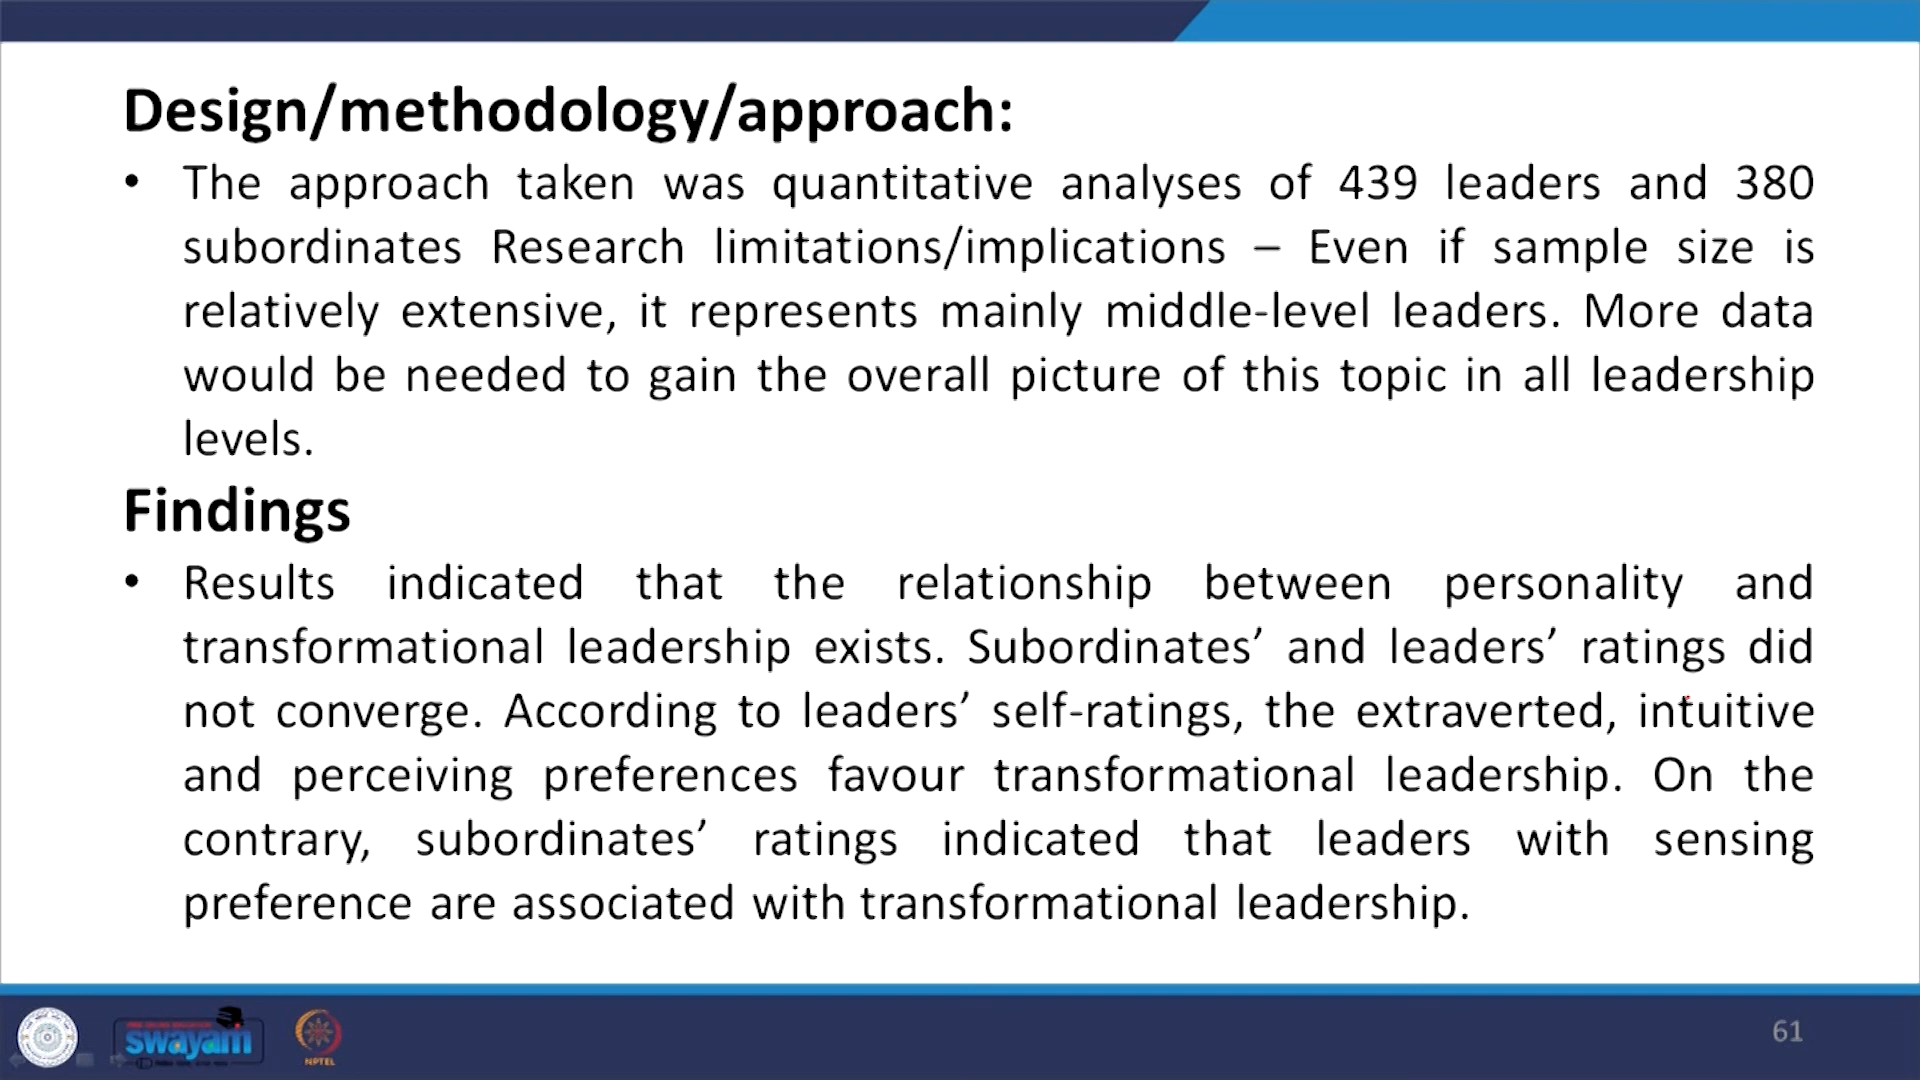 Design/methodology/approach:
• The approach taken was quantitative analyses of 439 leaders and 380
subordinates Research limitations/implications – Even if sample size is
relatively extensive, it represents mainly middle-level leaders. More data
would be needed to gain the overall picture of this topic in all leadership
levels.
Findings
• Results indicated that the relationship between personality and
transformational leadership exists. Subordinates’ and leaders’ ratings did
not converge. According to leaders’ self-ratings, the extraverted, intuitive
and perceiving preferences favour transformational leadership. On the
contrary, subordinates’ ratings indicated that leaders with sensing
preference are associated with transformational leadership.
swayam
NPTEL
61